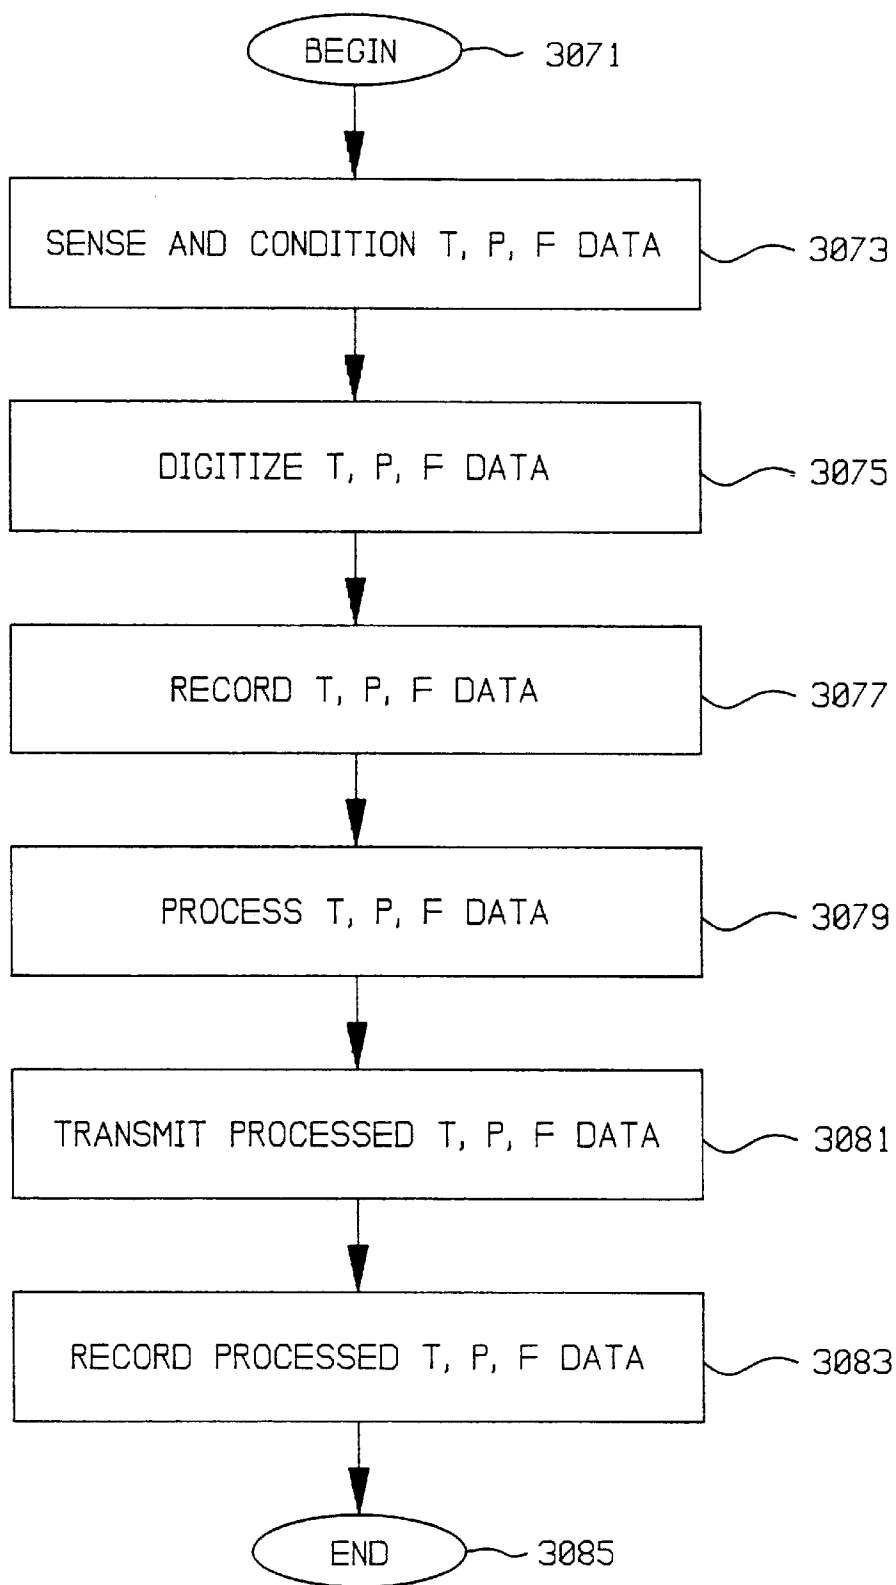 BEGIN 3071
SENSE AND CONDITION T, P, F DATA 3073
DIGITIZE T, P, F DATA 3075
RECORD T, P, F DATA 3077
PROCESS T, P, F DATA 3079
TRANSMIT PROCESSED T, P, F DATA 3081
RECORD PROCESSED T, P, F DATA 3083
END 3085